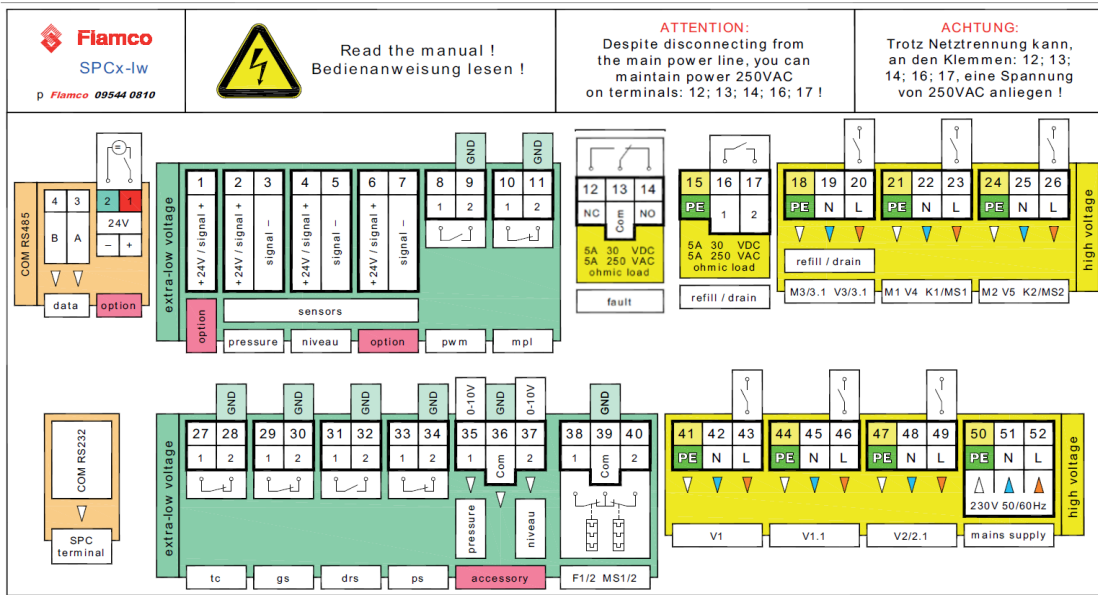 Flamco
SPCx-lw
p Flamco 09544 0810
Read the manual !
Bedienanweisung lesen !
ATTENTION:
Despite disconnecting from
the main power line, you can
maintain power 250VAC
on terminals: 12; 13; 14; 16; 17 !
ACHTUNG:
Trotz Netztrennung kann,
an den Klemmen: 12; 13;
14; 16; 17, eine Spannung
von 250VAC anliegen !
COM RS485
4 3
B A
data
=
2 1
24V
– +
option
extra-low voltage
GND GND
1 2 3 4 5 6 7 8 9 10 11
+ 24V / signal + + 24V / signal + signal – + 24V / signal + signal – + 24V / signal + signal – 1 2 1 2
option
sensors
pressure niveau option pwm mpl
12 13 14
NC Com NO
5A 30 VDC
5A 250 VAC
ohmic load
fault
15 16 17
PE 1 2
5A 30 VDC
5A 250 VAC
ohmic load
refill / drain
18 19 20 21 22 23 24 25 26
PE N L PE N L PE N L
refill / drain
M3/3.1 V3/3.1 M1 V4 K1/MS1 M2 V5 K2/MS2
high voltage
COM RS232
SPC
terminal
extra-low voltage
GND GND GND GND 0-10V GND 0-10V GND
27 28 29 30 31 32 33 34 35 36 37 38 39 40
1 2 1 2 1 2 1 2 1 Com 2 1 Com 2
pressure niveau
tc gs drs ps accessory F1/2 MS1/2
41 42 43 44 45 46 47 48 49 50 51 52
PE N L PE N L PE N L PE N L
230V 50/60Hz
V1 V1.1 V2/2.1 mains supply
high voltage